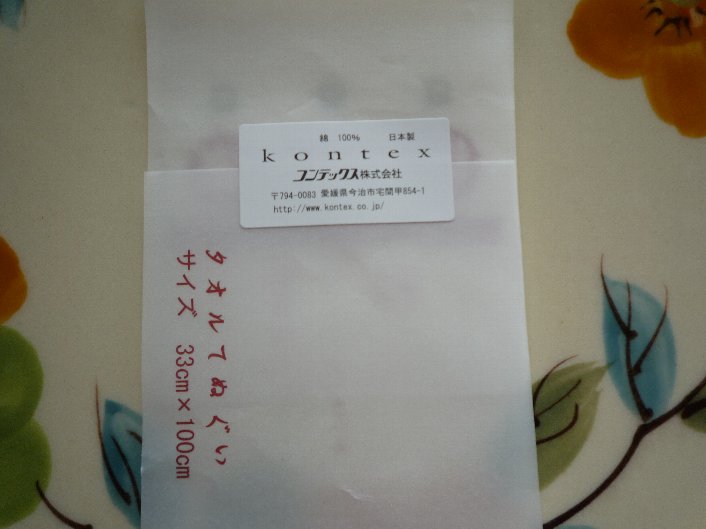 綿 100% 日本製
kontex
コンテックス株式会社
〒794-0083 愛媛県今治市宅間甲854-1
http://www.kontex.co.jp/
タオルてぬぐい
サイズ 33cm×100cm